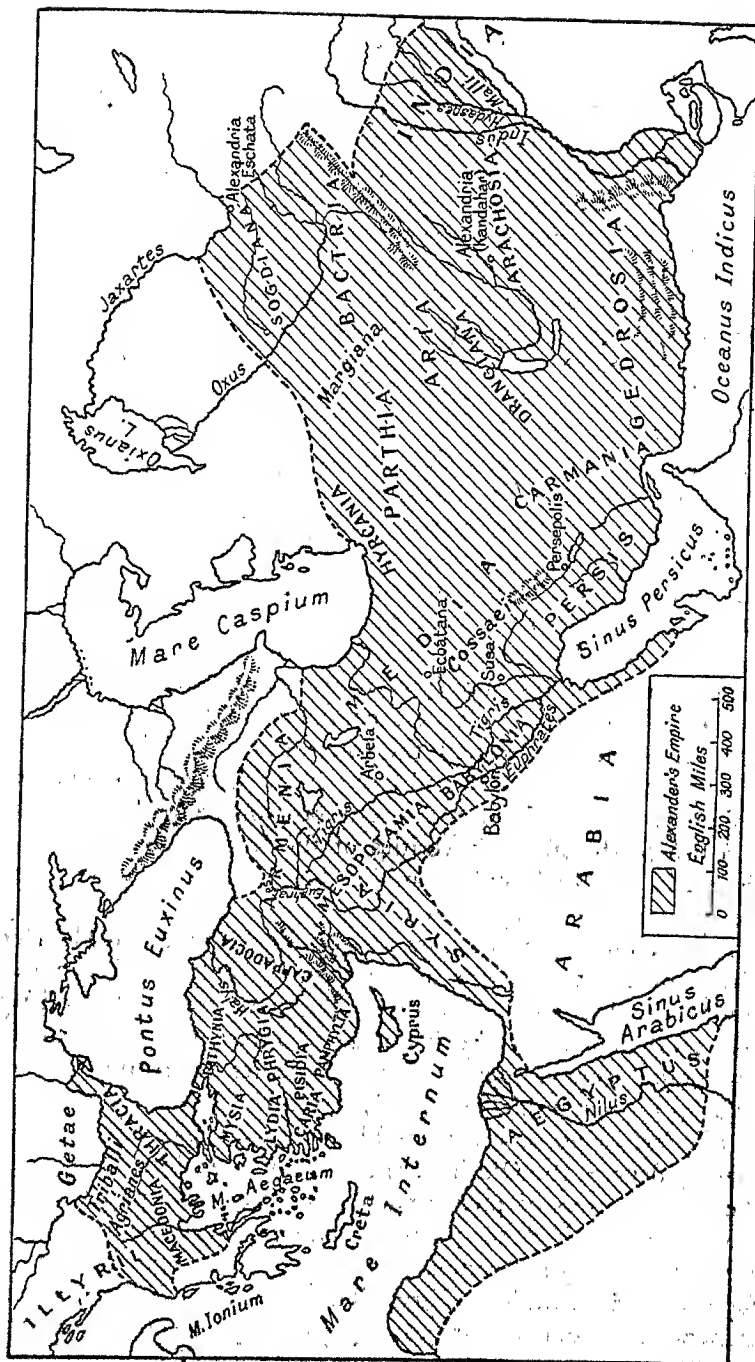 ILLYR
Getae
Triballi
Agrianes
THRACIA
MACEDONIA
M. Ionium
M. Aegaeum
Creta
Mare Internum
Cyprus
Pontus Euxinus
BITHYNIA
MYSIA
LYDIA
PHRYGIA
CARIA
PISIDIA
PAMPHYLIA
Halys
CAPPADOCIA
ARMENIA
Tigris
MESOPOTAMIA
SYRIA
AEGYPTUS
Nilus
Sinus
Arabicus
ARABIA
Arbela
BABYLONIA
Babylon
Euphrates
Tigris
Susa
Ecbatana
MEDIA
Cossaei
Mare Caspium
HYRCANIA
PARTHIA
PERSIS
Persepolis
Sinus Persicus
CARMANIA
GEDROSIA
Oceanus Indicus
Oxianus
L.
Oxus
Jaxartes
Margiana
SOGDIANA
Alexandria
Eschata
BACTRIA
ARIA
DRANGIANA
Alexandria
(Kandahar)
ARACHOSIA
INDIA
Indus
Hydaspes
Malli
Alexander's Empire
English Miles
0 100 200 300 400 500